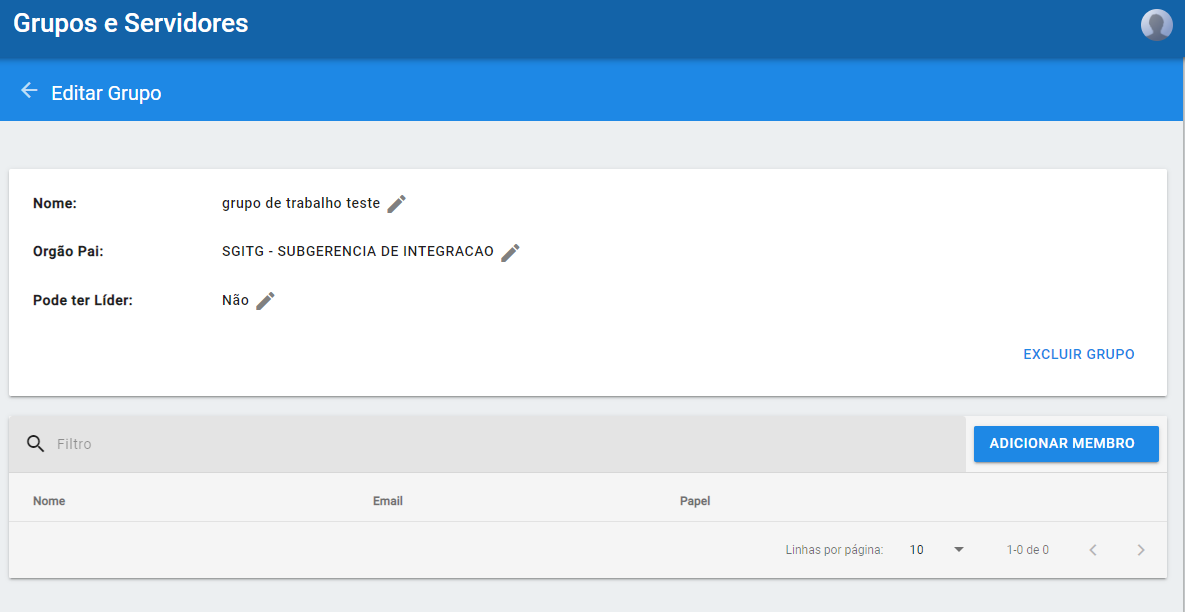 Grupos e Servidores
Editar Grupo
Nome: grupo de trabalho teste
Orgão Pai: SGITG - SUBGERENCIA DE INTEGRACAO
Pode ter Líder: Não
EXCLUIR GRUPO
Filtro
ADICIONAR MEMBRO
Nome Email Papel
Linhas por página: 10 1-0 de 0